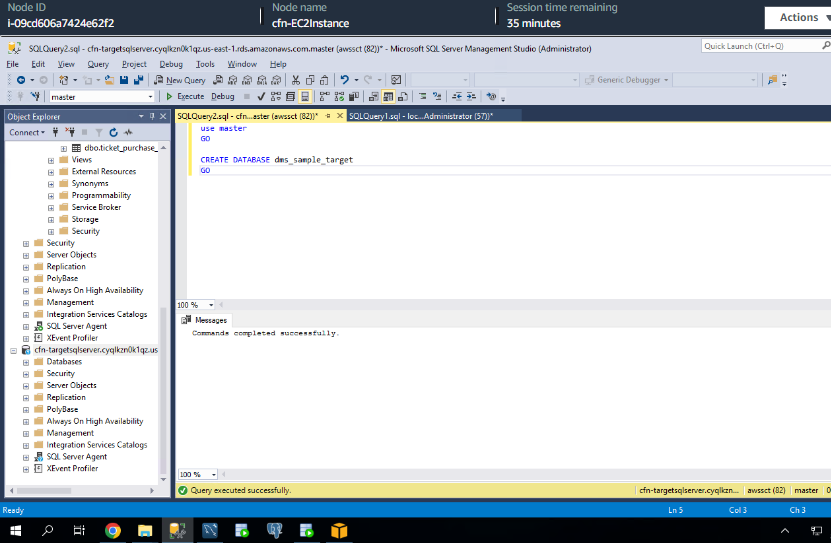 Node ID
i-09cd606a7424e62f2
Node name
cfn-EC2Instance
Session time remaining
35 minutes
Actions
SQLQuery2.sql - cfn-targetsqlserver.cyqlkzn0k1qz.us-east-1.rds.amazonaws.com.master (awssct (82))* - Microsoft SQL Server Management Studio (Administrator)
Quick Launch (Ctrl+Q)
File Edit View Query Project Debug Tools Window Help
New Query
Generic Debugger
master
Execute Debug
Object Explorer
Connect
dbo.ticket_purchase_
Views
External Resources
Synonyms
Programmability
Service Broker
Storage
Security
Security
Server Objects
Replication
PolyBase
Always On High Availability
Management
Integration Services Catalogs
SQL Server Agent
XEvent Profiler
cfn-targetsqlserver.cyqlkzn0k1qz.us
Databases
Security
Server Objects
Replication
PolyBase
Always On High Availability
Management
Integration Services Catalogs
SQL Server Agent
XEvent Profiler
SQLQuery2.sql - cfn...aster (awssct (82))*
SQLQuery1.sql - loc...Administrator (57))*
use master
GO
CREATE DATABASE dms_sample_target
GO
100 %
Messages
Commands completed successfully.
100 %
Query executed successfully.
cfn-targetsqlserver.cyqlkzn...
awssct (82)
master
0
Ready
Ln 5
Col 3
Ch 3